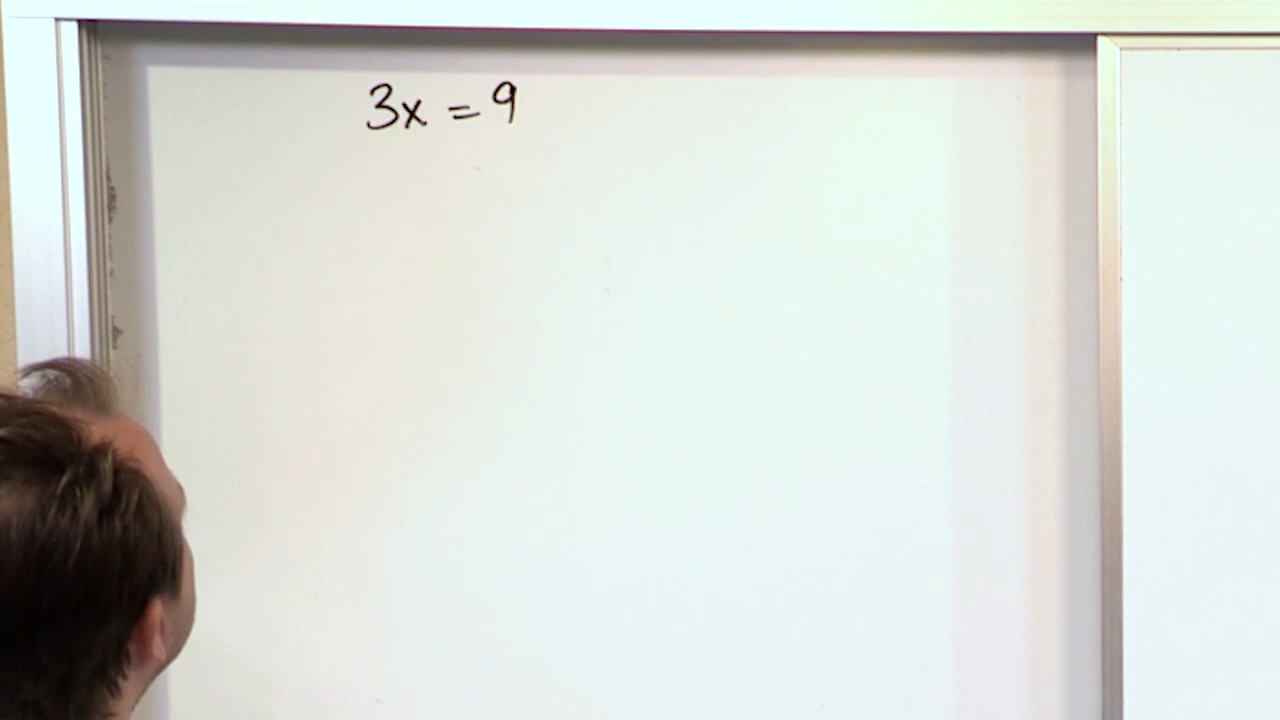 3x = 9